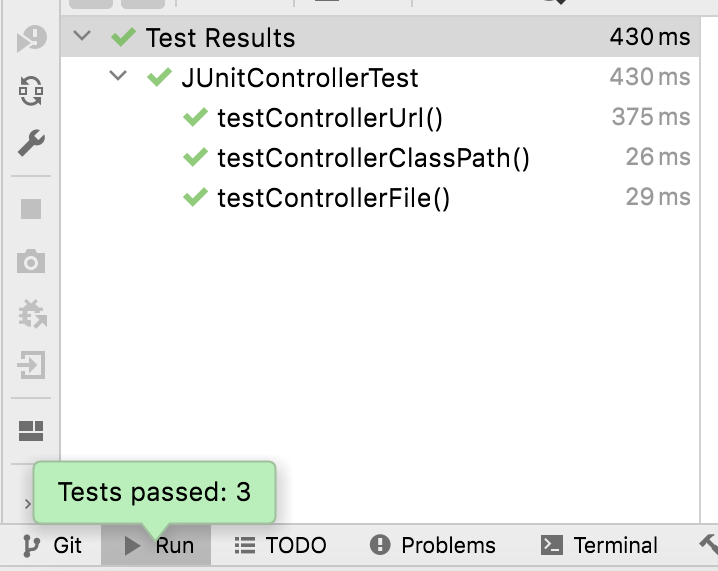 Test Results 430 ms
JUnitControllerTest 430 ms
testControllerUrl() 375 ms
testControllerClassPath() 26 ms
testControllerFile() 29 ms
Tests passed: 3
Git Run TODO Problems Terminal